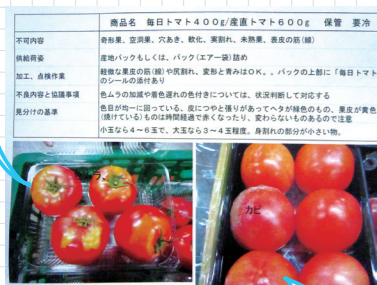 商品名 毎日トマト４００ｇ/産直トマト６００ｇ 保管 要冷
不可内容 奇形果、空洞果、穴あき、軟化、実割れ、未熟果、表皮の筋(線)
供給荷姿 産地パックもしくは、パック(エアー袋)詰め
加工、点検作業 軽微な果皮の筋(線)や尻割れ、変形と青みはOK。。パックの上部に「毎日トマト
のシールの添付あり
不良内容と協議事項 色ムラの加減や着色遅れの色付きについては、状況判断して対応する
見分けの基準 色目が均一に回っている、皮につやと張りがあってヘタが緑色のもの、果皮が黄色
(焼けている)ものは時間経過で赤くなったり、変わらないものあるので注意
小玉なら４～６玉で、大玉なら３～４玉程度。身割れの部分が小さい物。
カビ